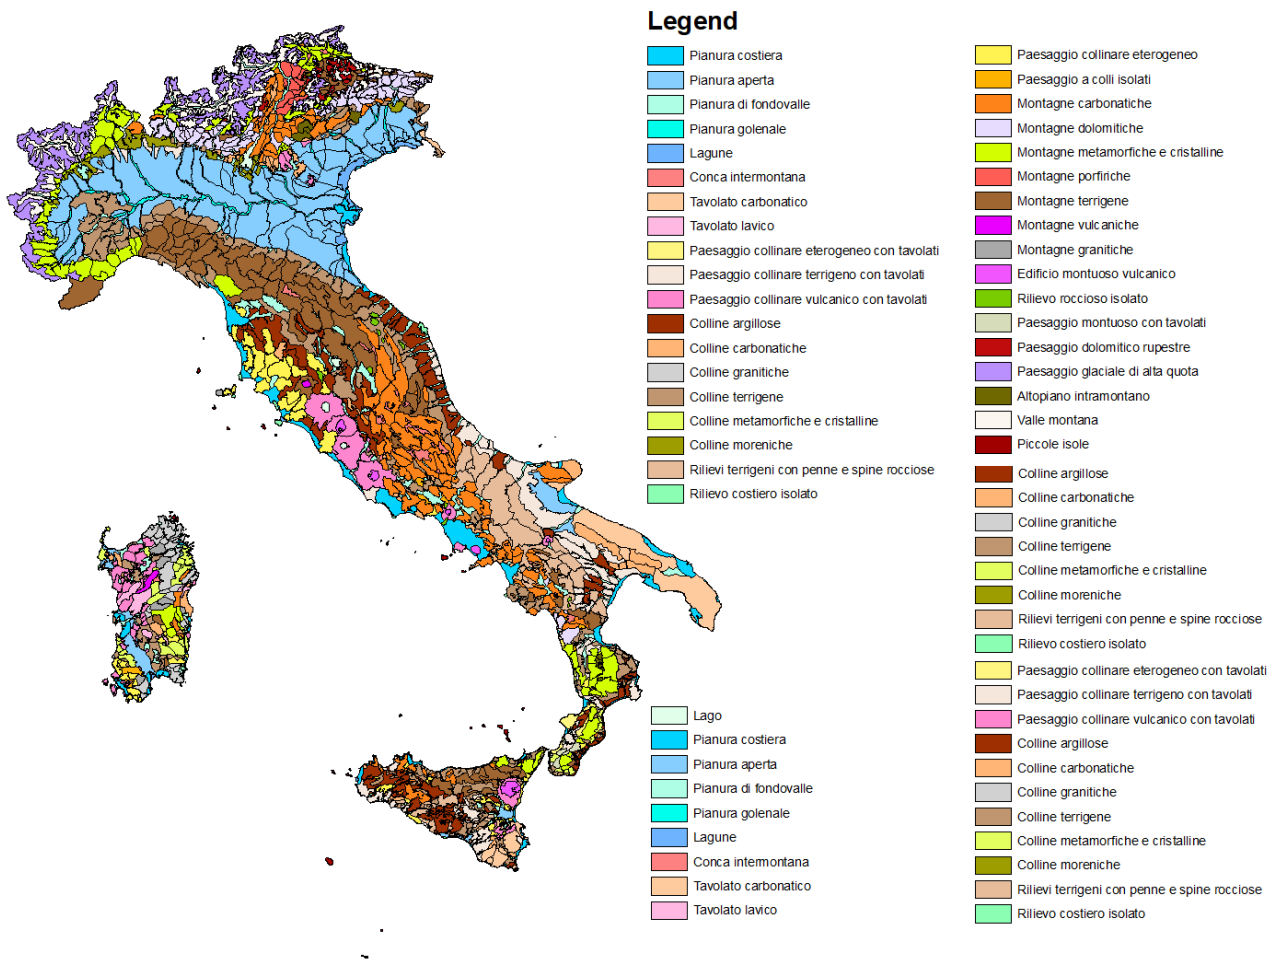 Legend
Pianura costiera
Pianura aperta
Pianura di fondovalle
Pianura golenale
Lagune
Conca intermontana
Tavolato carbonatico
Tavolato lavico
Paesaggio collinare eterogeneo con tavolati
Paesaggio collinare terrigeno con tavolati
Paesaggio collinare vulcanico con tavolati
Colline argillose
Colline carbonatiche
Colline granitiche
Colline terrigene
Colline metamorfiche e cristalline
Colline moreniche
Rilievi terrigeni con penne e spine rocciose
Rilievo costiero isolato
Lago
Pianura costiera
Pianura aperta
Pianura di fondovalle
Pianura golenale
Lagune
Conca intermontana
Tavolato carbonatico
Tavolato lavico
Paesaggio collinare eterogeneo
Paesaggio a colli isolati
Montagne carbonatiche
Montagne dolomitiche
Montagne metamorfiche e cristalline
Montagne porfiriche
Montagne terrigene
Montagne vulcaniche
Montagne granitiche
Edificio montuoso vulcanico
Rilievo roccioso isolato
Paesaggio montuoso con tavolati
Paesaggio dolomitico rupestre
Paesaggio glaciale di alta quota
Altopiano intramontano
Valle montana
Piccole isole
Colline argillose
Colline carbonatiche
Colline granitiche
Colline terrigene
Colline metamorfiche e cristalline
Colline moreniche
Rilievi terrigeni con penne e spine rocciose
Rilievo costiero isolato
Paesaggio collinare eterogeneo con tavolati
Paesaggio collinare terrigeno con tavolati
Paesaggio collinare vulcanico con tavolati
Colline argillose
Colline carbonatiche
Colline granitiche
Colline terrigene
Colline metamorfiche e cristalline
Colline moreniche
Rilievi terrigeni con penne e spine rocciose
Rilievo costiero isolato